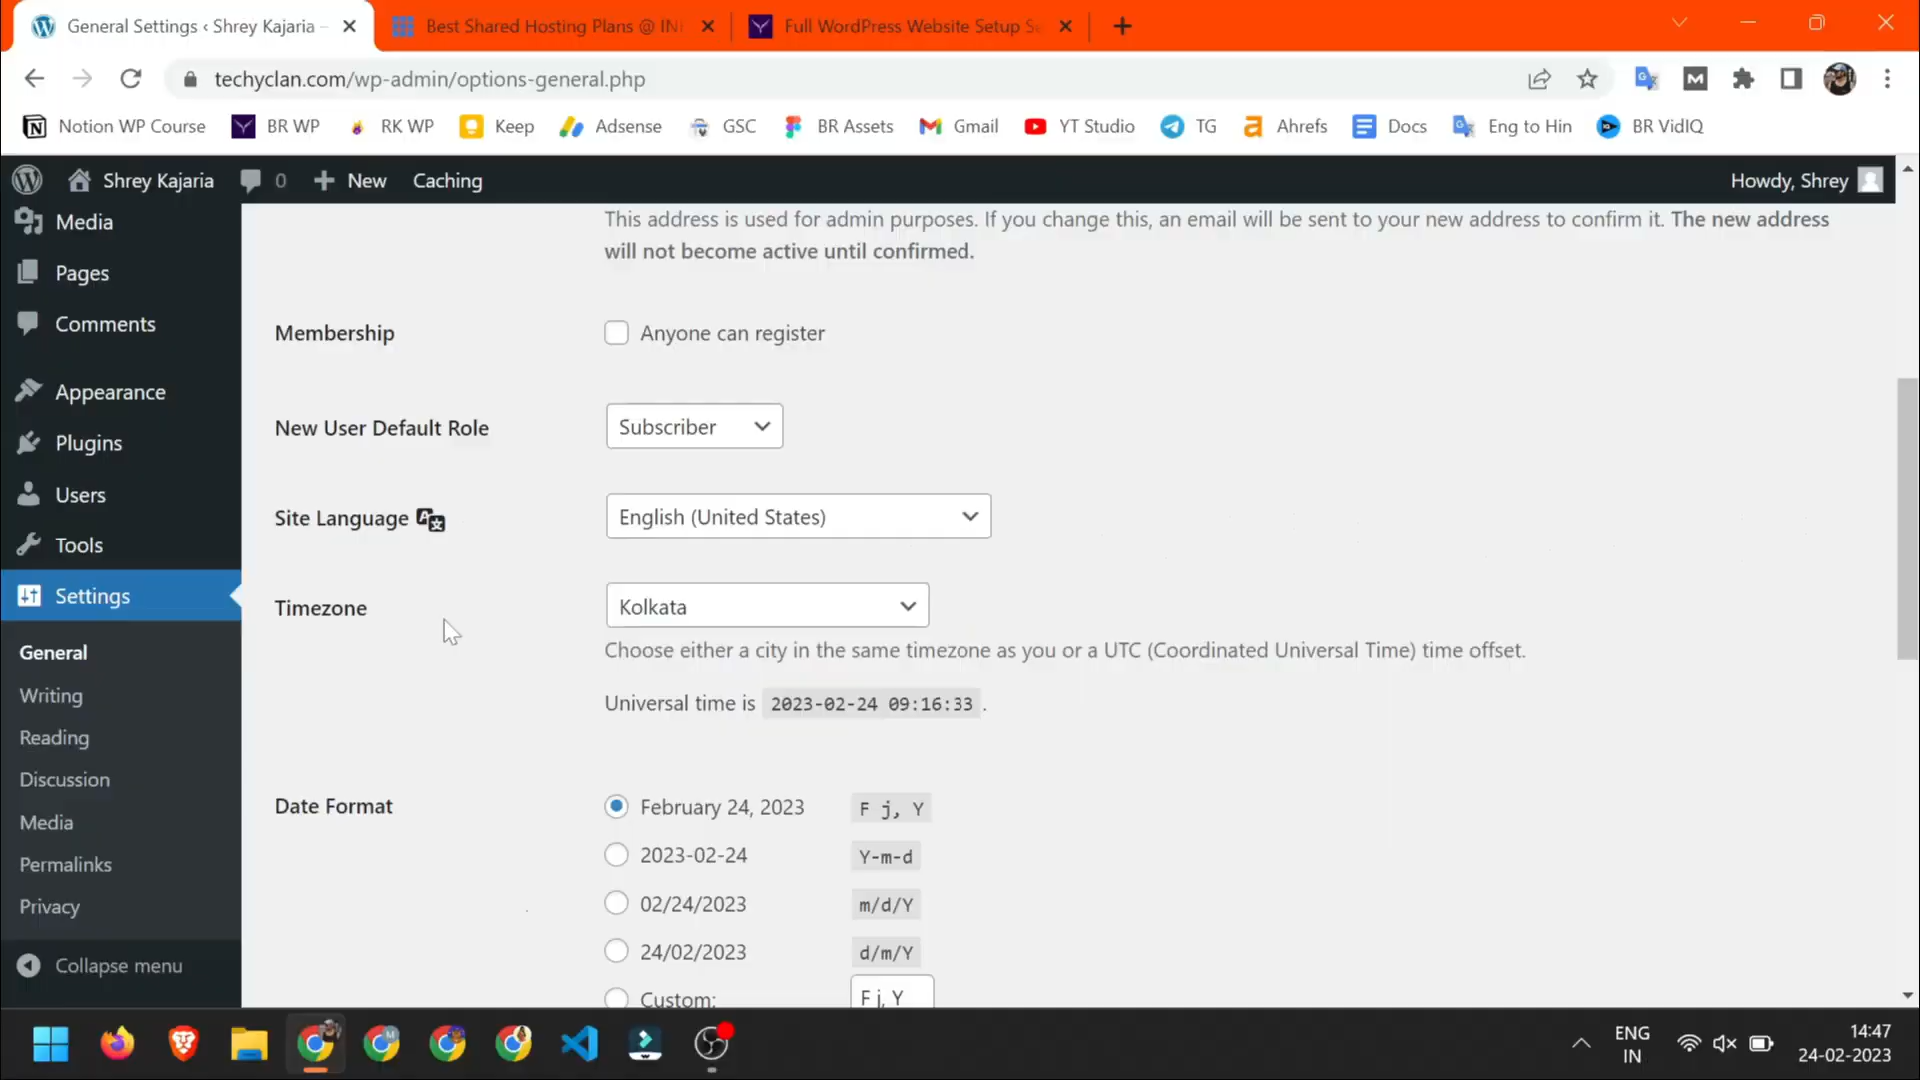 General Settings ‹ Shrey Kajaria –
Best Shared Hosting Plans @ IN
Full WordPress Website Setup S
techyclan.com/wp-admin/options-general.php
Notion WP Course
BR WP
RK WP
Keep
Adsense
GSC
BR Assets
Gmail
YT Studio
TG
Ahrefs
Docs
Eng to Hin
BR VidIQ
Shrey Kajaria
0
New
Caching
Howdy, Shrey
Media
Pages
Comments
Appearance
Plugins
Users
Tools
Settings
General
Writing
Reading
Discussion
Media
Permalinks
Privacy
Collapse menu
This address is used for admin purposes. If you change this, an email will be sent to your new address to confirm it. The new address
will not become active until confirmed.
Membership
Anyone can register
New User Default Role
Subscriber
Site Language
English (United States)
Timezone
Kolkata
Choose either a city in the same timezone as you or a UTC (Coordinated Universal Time) time offset.
Universal time is 2023-02-24 09:16:33 .
Date Format
February 24, 2023 F j, Y
2023-02-24 Y-m-d
02/24/2023 m/d/Y
24/02/2023 d/m/Y
Custom: F j, Y
ENG
IN
14:47
24-02-2023